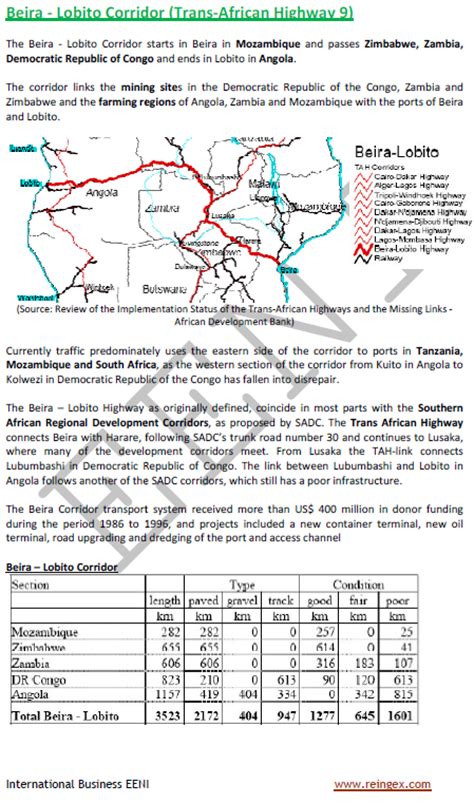 Beira - Lobito Corridor (Trans-African Highway 9)
The Beira - Lobito Corridor starts in Beira in Mozambique and passes Zimbabwe, Zambia,
Democratic Republic of Congo and ends in Lobito in Angola.
The corridor links the mining sites in the Democratic Republic of the Congo, Zambia and
Zimbabwe and the farming regions of Angola, Zambia and Mozambique with the ports of Beira
and Lobito.
Luanda
Lobito
Angola
Zambia
Malawi
Lusaka
Mozambique
Livingstone
Harare
Zimbabwe
Bulawayo
Beira
Botswana
Beira-Lobito
TAH Corridors
Cairo-Dakar Highway
Alger-Lagos Highway
Tripoli-Windhoek Highway
Cairo-Gaborone Highway
Dakar-N'djamena Highway
N'djamena-Djibouti Highway
Dakar-Lagos Highway
Lagos-Mombasa Highway
Beira-Lobito Highway
Railway
(Source: Review of the Implementation Status of the Trans-African Highways and the Missing Links -
African Development Bank)
Currently traffic predominately uses the eastern side of the corridor to ports in Tanzania,
Mozambique and South Africa, as the western section of the corridor from Kuito in Angola to
Kolwezi in Democratic Republic of the Congo has fallen into disrepair.
The Beira – Lobito Highway as originally defined, coincide in most parts with the Southern
African Regional Development Corridors, as proposed by SADC. The Trans African Highway
connects Beira with Harare, following SADC's trunk road number 30 and continues to Lusaka,
where many of the development corridors meet. From Lusaka the TAH-link connects
Lubumbashi in Democratic Republic of Congo. The link between Lubumbashi and Lobito in
Angola follows another of the SADC corridors, which still has a poor infrastructure.
The Beira Corridor transport system received more than US$ 400 million in donor funding
during the period 1986 to 1996, and projects included a new container terminal, new oil
terminal, road upgrading and dredging of the port and access channel
Beira – Lobito Corridor
Section Type Condition
length paved gravel track good fair poor
km km km km km km km
Mozambique 282 282 0 0 257 0 25
Zimbabwe 655 655 0 0 614 0 41
Zambia 606 606 0 0 316 183 107
DR Congo 823 210 0 613 90 120 613
Angola 1157 419 404 334 0 342 815
Total Beira - Lobito 3523 2172 404 947 1277 645 1601
EENI
International Business EENI www.reingex.com